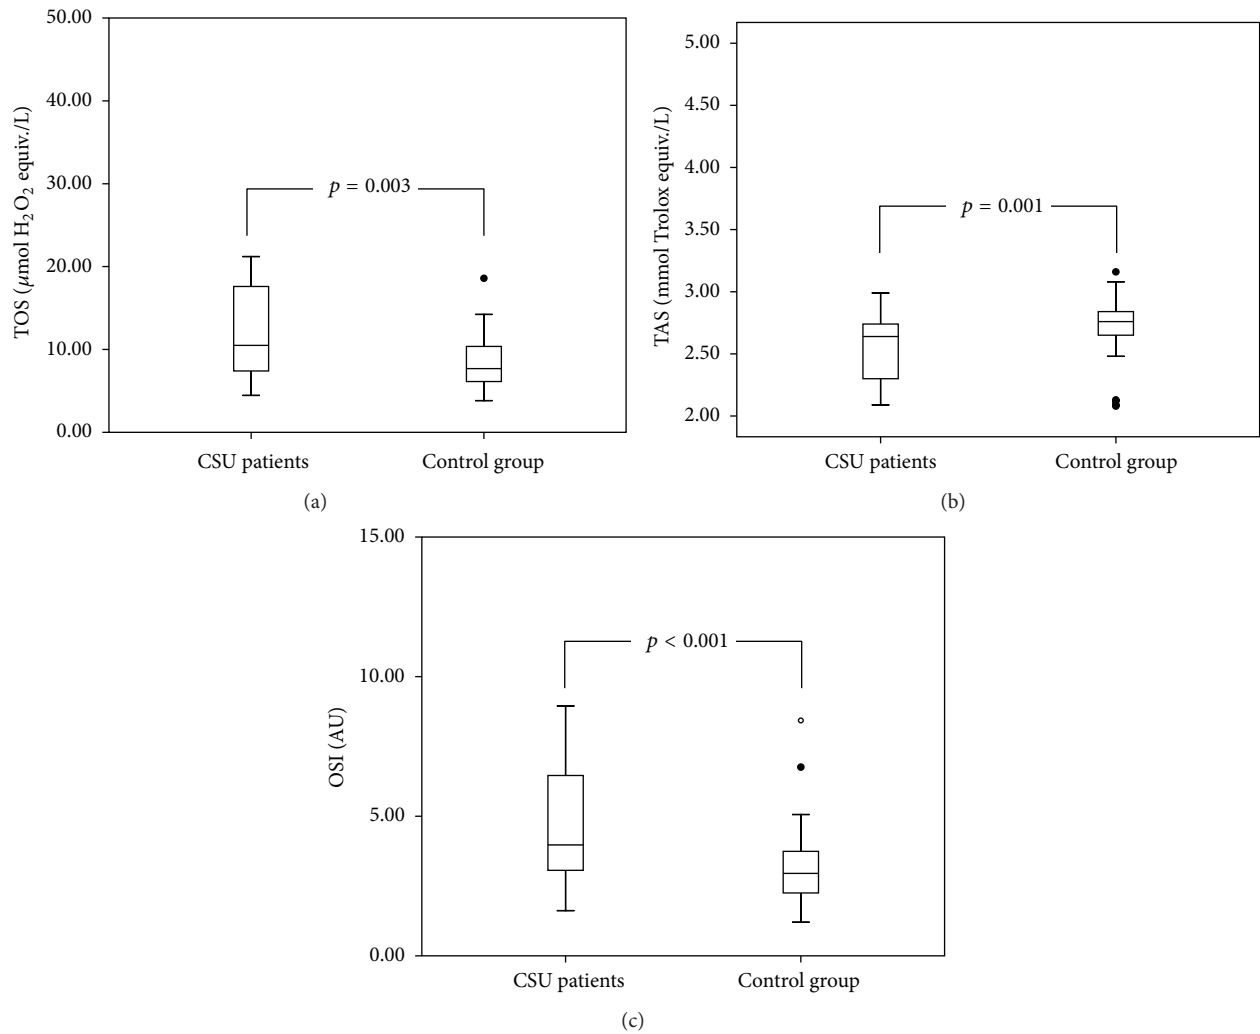 50.00
40.00
30.00
20.00
10.00
0.00
TOS (μmol H₂O₂ equiv./L)
p = 0.003
CSU patients
Control group
(a)
5.00
4.50
4.00
3.50
3.00
2.50
2.00
TAS (mmol Trolox equiv./L)
p = 0.001
CSU patients
Control group
(b)
15.00
10.00
5.00
0.00
OSI (AU)
p < 0.001
CSU patients
Control group
(c)